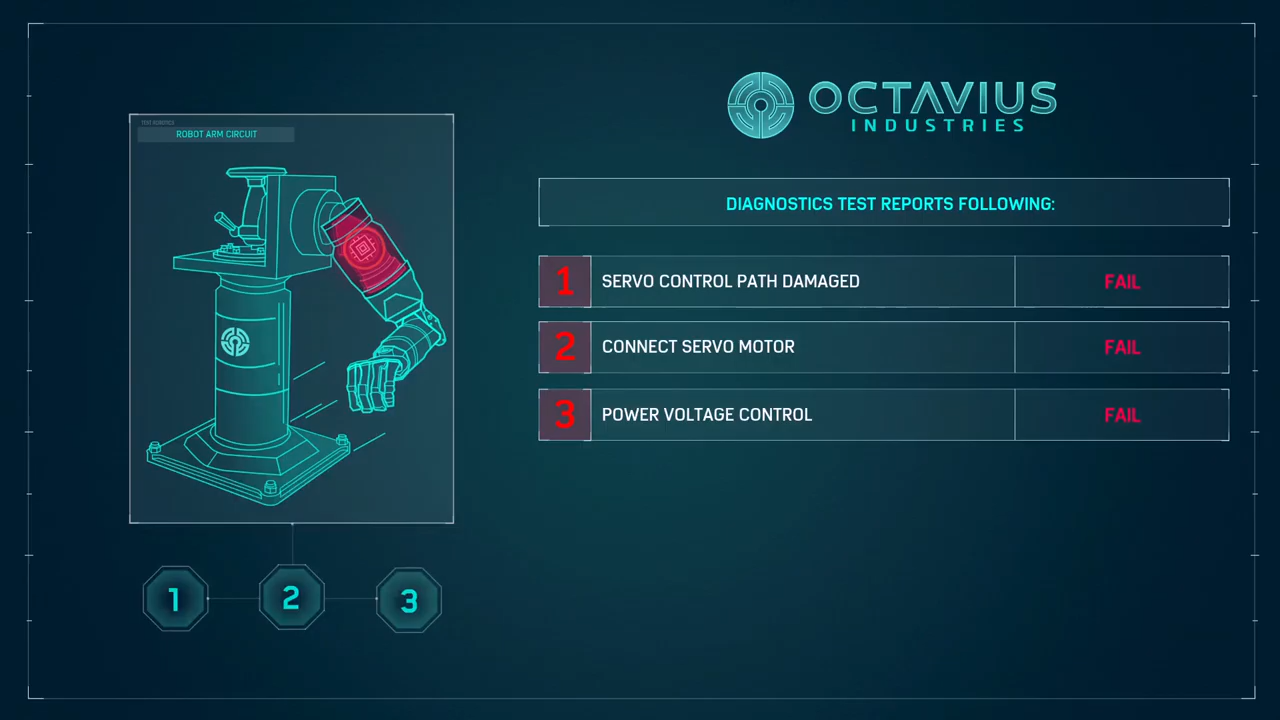 OCTAVIUS
INDUSTRIES
TEXT ROBOTICS
ROBOT ARM CIRCUIT
DIAGNOSTICS TEST REPORTS FOLLOWING:
1 SERVO CONTROL PATH DAMAGED FAIL
2 CONNECT SERVO MOTOR FAIL
3 POWER VOLTAGE CONTROL FAIL
1 2 3